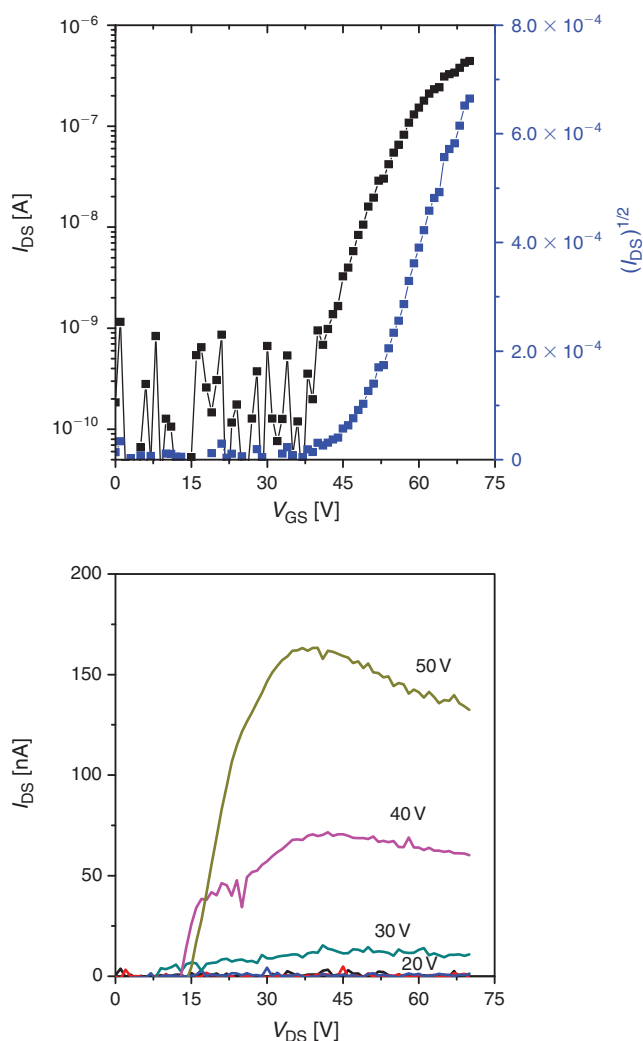 10⁻⁶
10⁻⁷
10⁻⁸
10⁻⁹
10⁻¹⁰
I_DS [A]
8.0 × 10⁻⁴
6.0 × 10⁻⁴
4.0 × 10⁻⁴
2.0 × 10⁻⁴
0
(I_DS)^1/2
0 15 30 45 60 75
V_GS [V]
200
150
100
50
0
I_DS [nA]
50 V
40 V
30 V
20 V
0 15 30 45 60 75
V_DS [V]